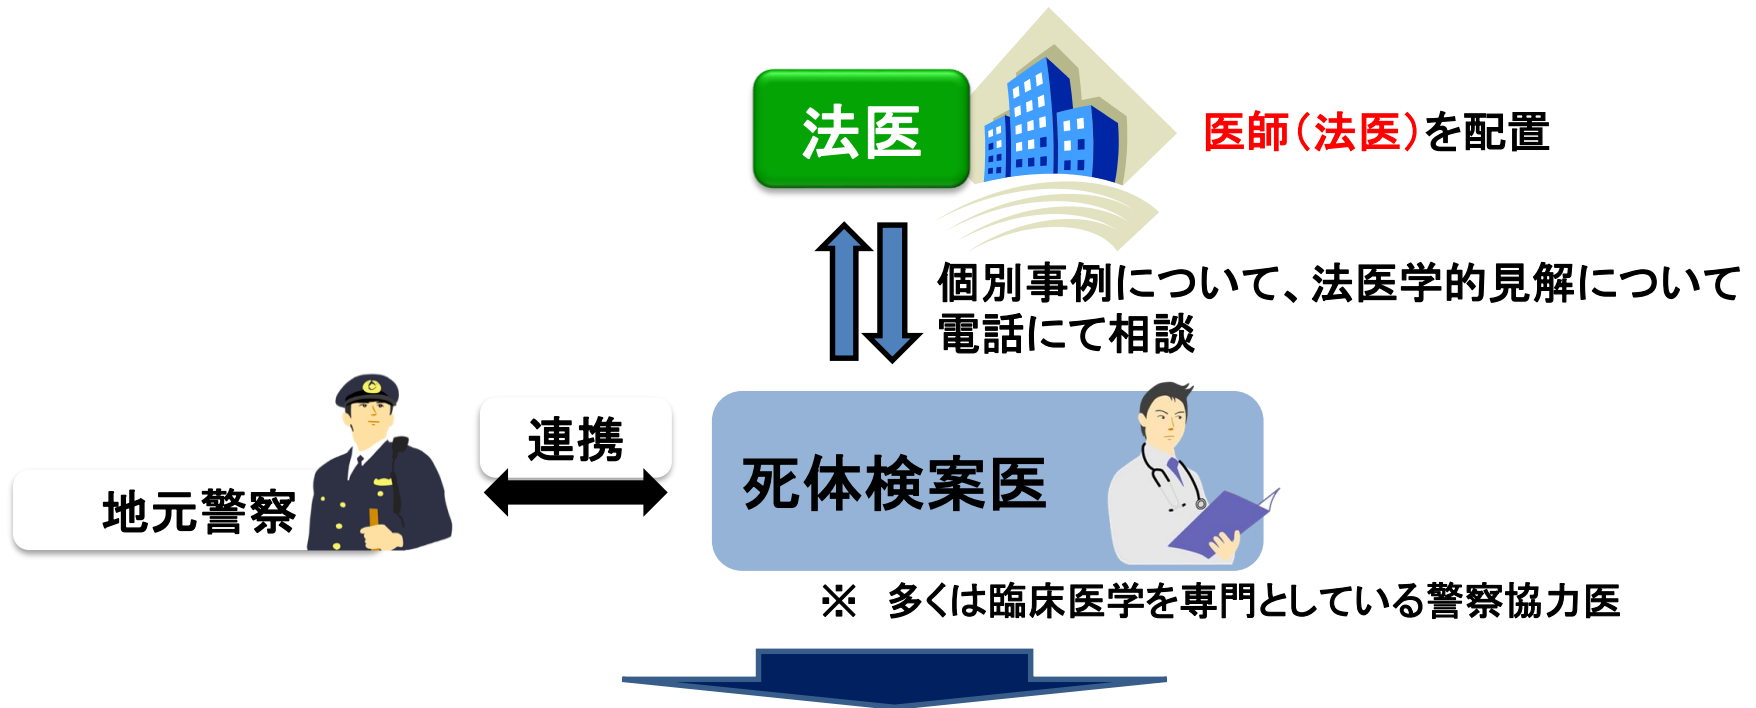 法医
医師（法医）を配置
個別事例について、法医学的見解について
電話にて相談
連携
地元警察
死体検案医
※　多くは臨床医学を専門としている警察協力医